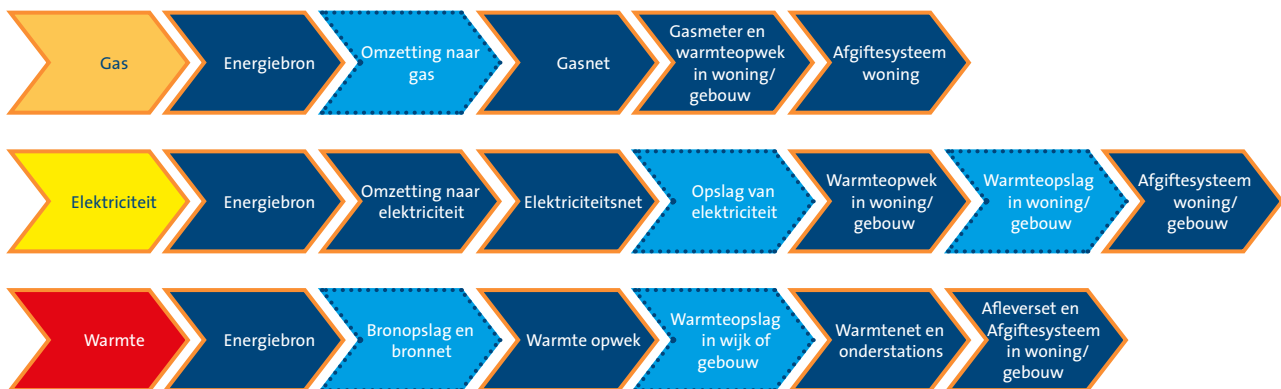 Gas
Energiebron
Omzetting naar
gas
Gasnet
Gasmeter en
warmteopwek
in woning/
gebouw
Afgiftesysteem
woning
Elektriciteit
Energiebron
Omzetting naar
elektriciteit
Elektriciteitsnet
Opslag van
elektriciteit
Warmteopwek
in woning/
gebouw
Warmteopslag
in woning/
gebouw
Afgiftesysteem
woning/
gebouw
Warmte
Energiebron
Bronopslag en
bronnet
Warmte opwek
Warmteopslag
in wijk of
gebouw
Warmtenet en
onderstations
Afleverset en
Afgiftesysteem
in woning/
gebouw